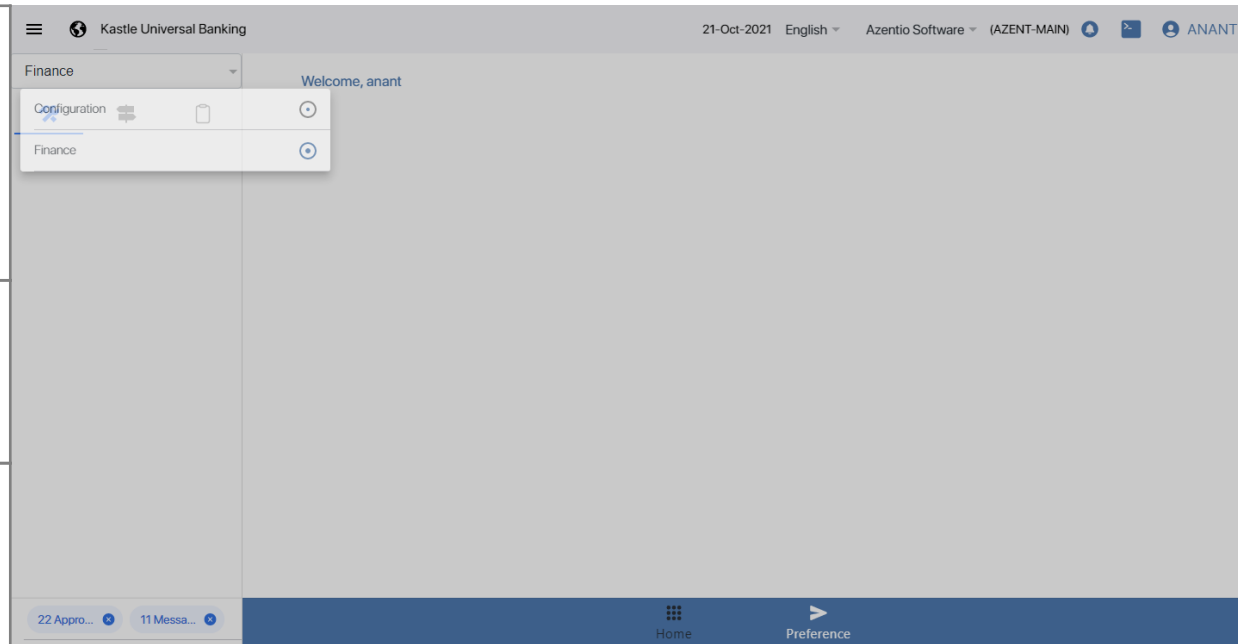 Kastle Universal Banking 21-Oct-2021 English Azentio Software (AZENT-MAIN) ANANT
Finance
Welcome, anant
Configuration
Finance
22 Appro... 11 Messa...
Home Preference